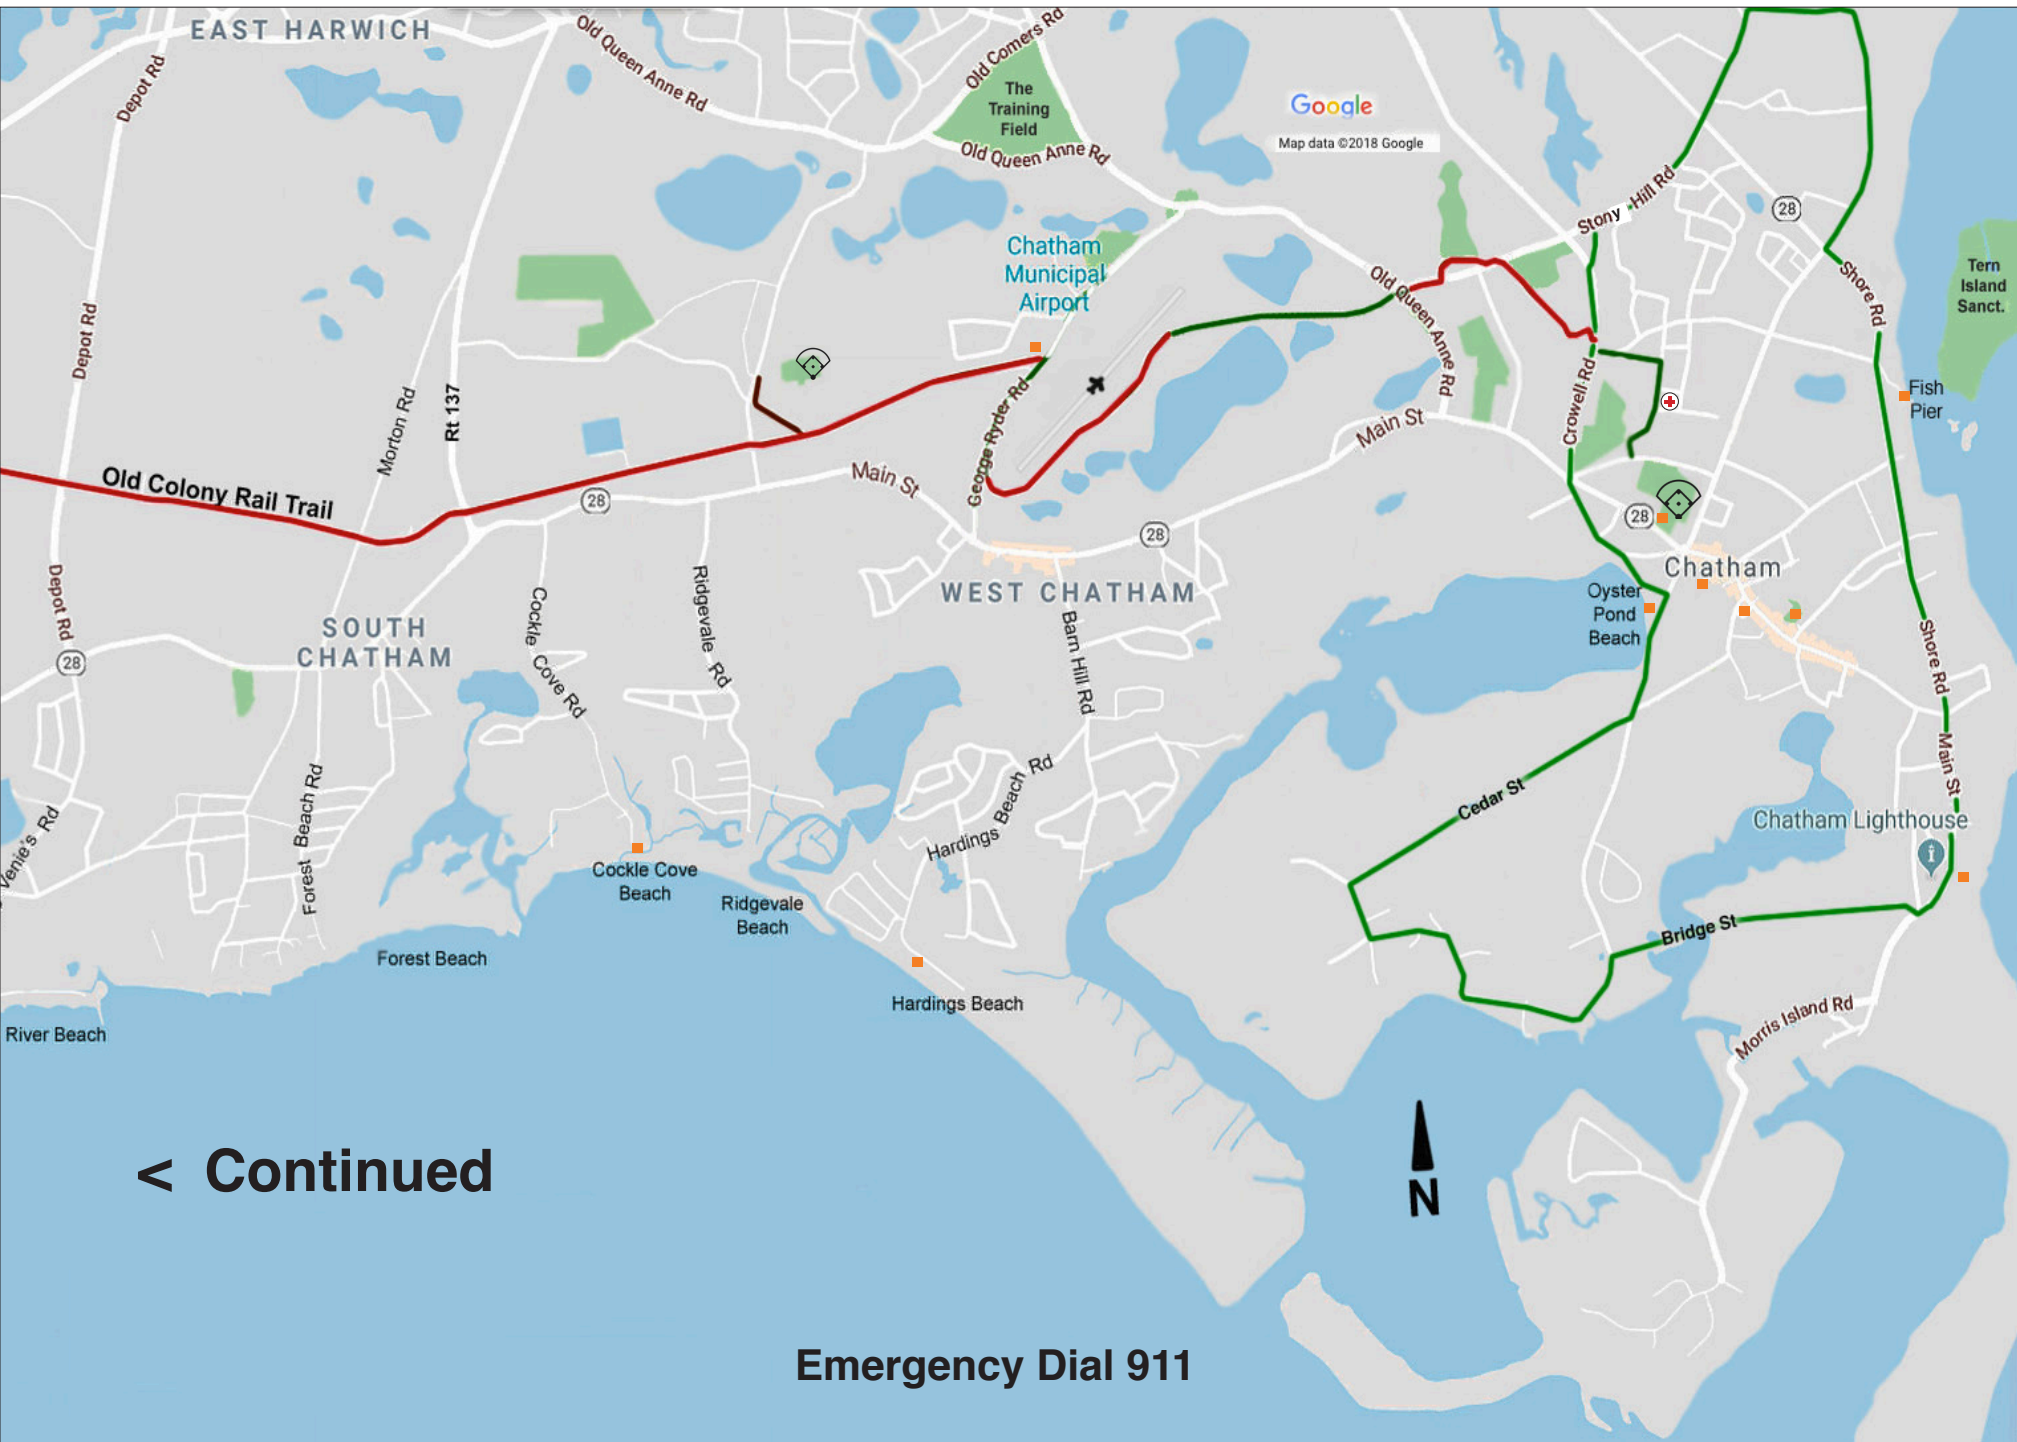 EAST HARWICH
Old Queen Anne Rd
Old Comers Rd
Depot Rd
The
Training
Field
Google
Map data ©2018 Google
Old Queen Anne Rd
Stony Hill Rd
28
Chatham
Municipal
Airport
Shore Rd
Tern
Island
Sanct.
Depot Rd
Old Queen Anne Rd
Rt 137
Morton Rd
George Ryder Rd
Crowell Rd
Fish
Pier
Main St
Main St
Old Colony Rail Trail
28
28
28
Chatham
WEST CHATHAM
Oyster
Pond
Beach
Depot Rd
Cockle Cove Rd
Ridgevale Rd
Barn Hill Rd
SOUTH
CHATHAM
28
Shore Rd
Main St
Hardings Beach Rd
Cedar St
Chatham Lighthouse
Forest Beach Rd
Venie's Rd
Cockle Cove
Beach
Ridgevale
Beach
Bridge St
Forest Beach
Hardings Beach
River Beach
Morris Island Rd
N
< Continued
Emergency Dial 911